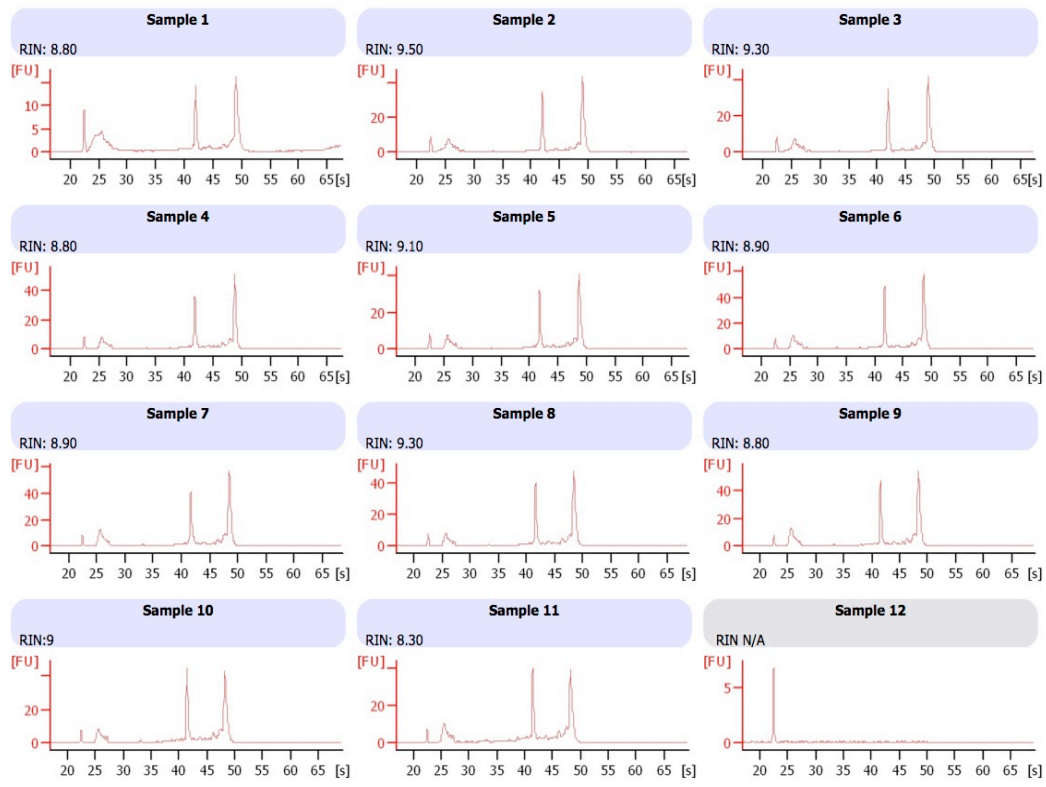 Sample 1
RIN: 8.80
[FU]
10
5
0
20 25 30 35 40 45 50 55 60 65[s]
Sample 2
RIN: 9.50
[FU]
20
0
20 25 30 35 40 45 50 55 60 65[s]
Sample 3
RIN: 9.30
[FU]
20
0
20 25 30 35 40 45 50 55 60 65[s]
Sample 4
RIN: 8.80
[FU]
40
20
0
20 25 30 35 40 45 50 55 60 65[s]
Sample 5
RIN: 9.10
[FU]
20
0
20 25 30 35 40 45 50 55 60 65[s]
Sample 6
RIN: 8.90
[FU]
40
20
0
20 25 30 35 40 45 50 55 60 65 [s]
Sample 7
RIN: 8.90
[FU]
40
20
0
20 25 30 35 40 45 50 55 60 65 [s]
Sample 8
RIN: 9.30
[FU]
40
20
0
20 25 30 35 40 45 50 55 60 65 [s]
Sample 9
RIN: 8.80
[FU]
40
20
0
20 25 30 35 40 45 50 55 60 65 [s]
Sample 10
RIN:9
[FU]
20
0
20 25 30 35 40 45 50 55 60 65 [s]
Sample 11
RIN: 8.30
[FU]
20
0
20 25 30 35 40 45 50 55 60 65 [s]
Sample 12
RIN N/A
[FU]
5
0
20 25 30 35 40 45 50 55 60 65 [s]